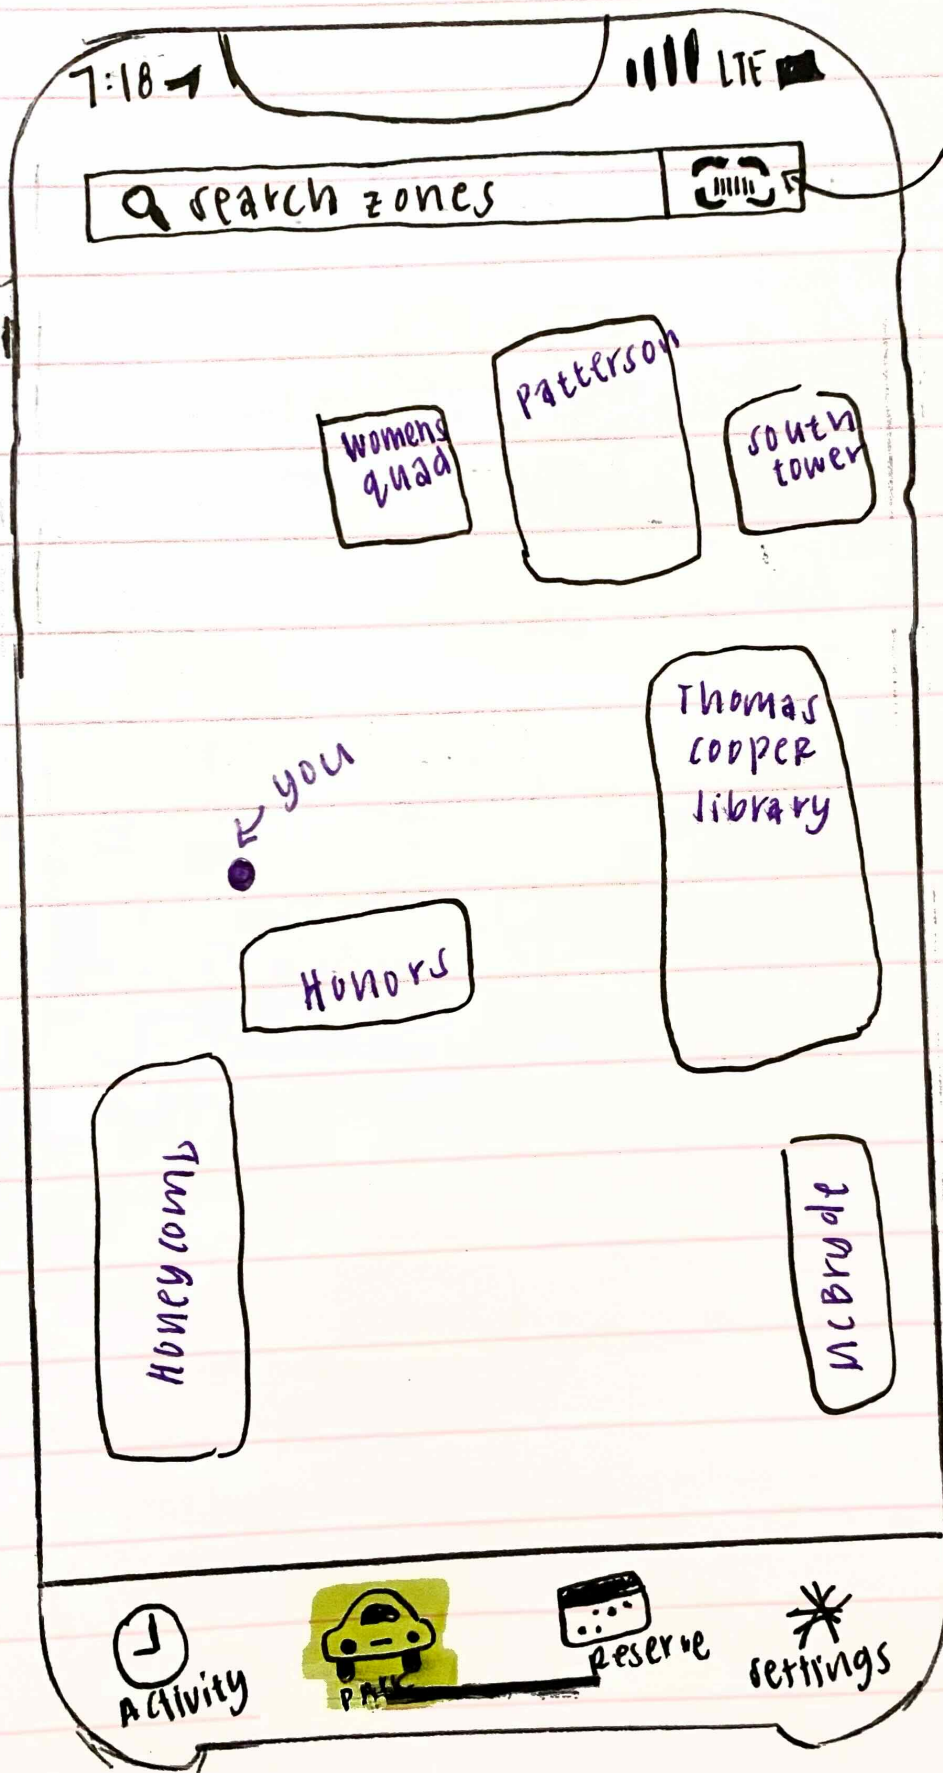 7:18
LTE
search zones
Patterson
womens
quad
south
tower
Thomas
cooper
library
you
Honors
Honeycomb
McBryde
Activity
PARK
Reserve
settings